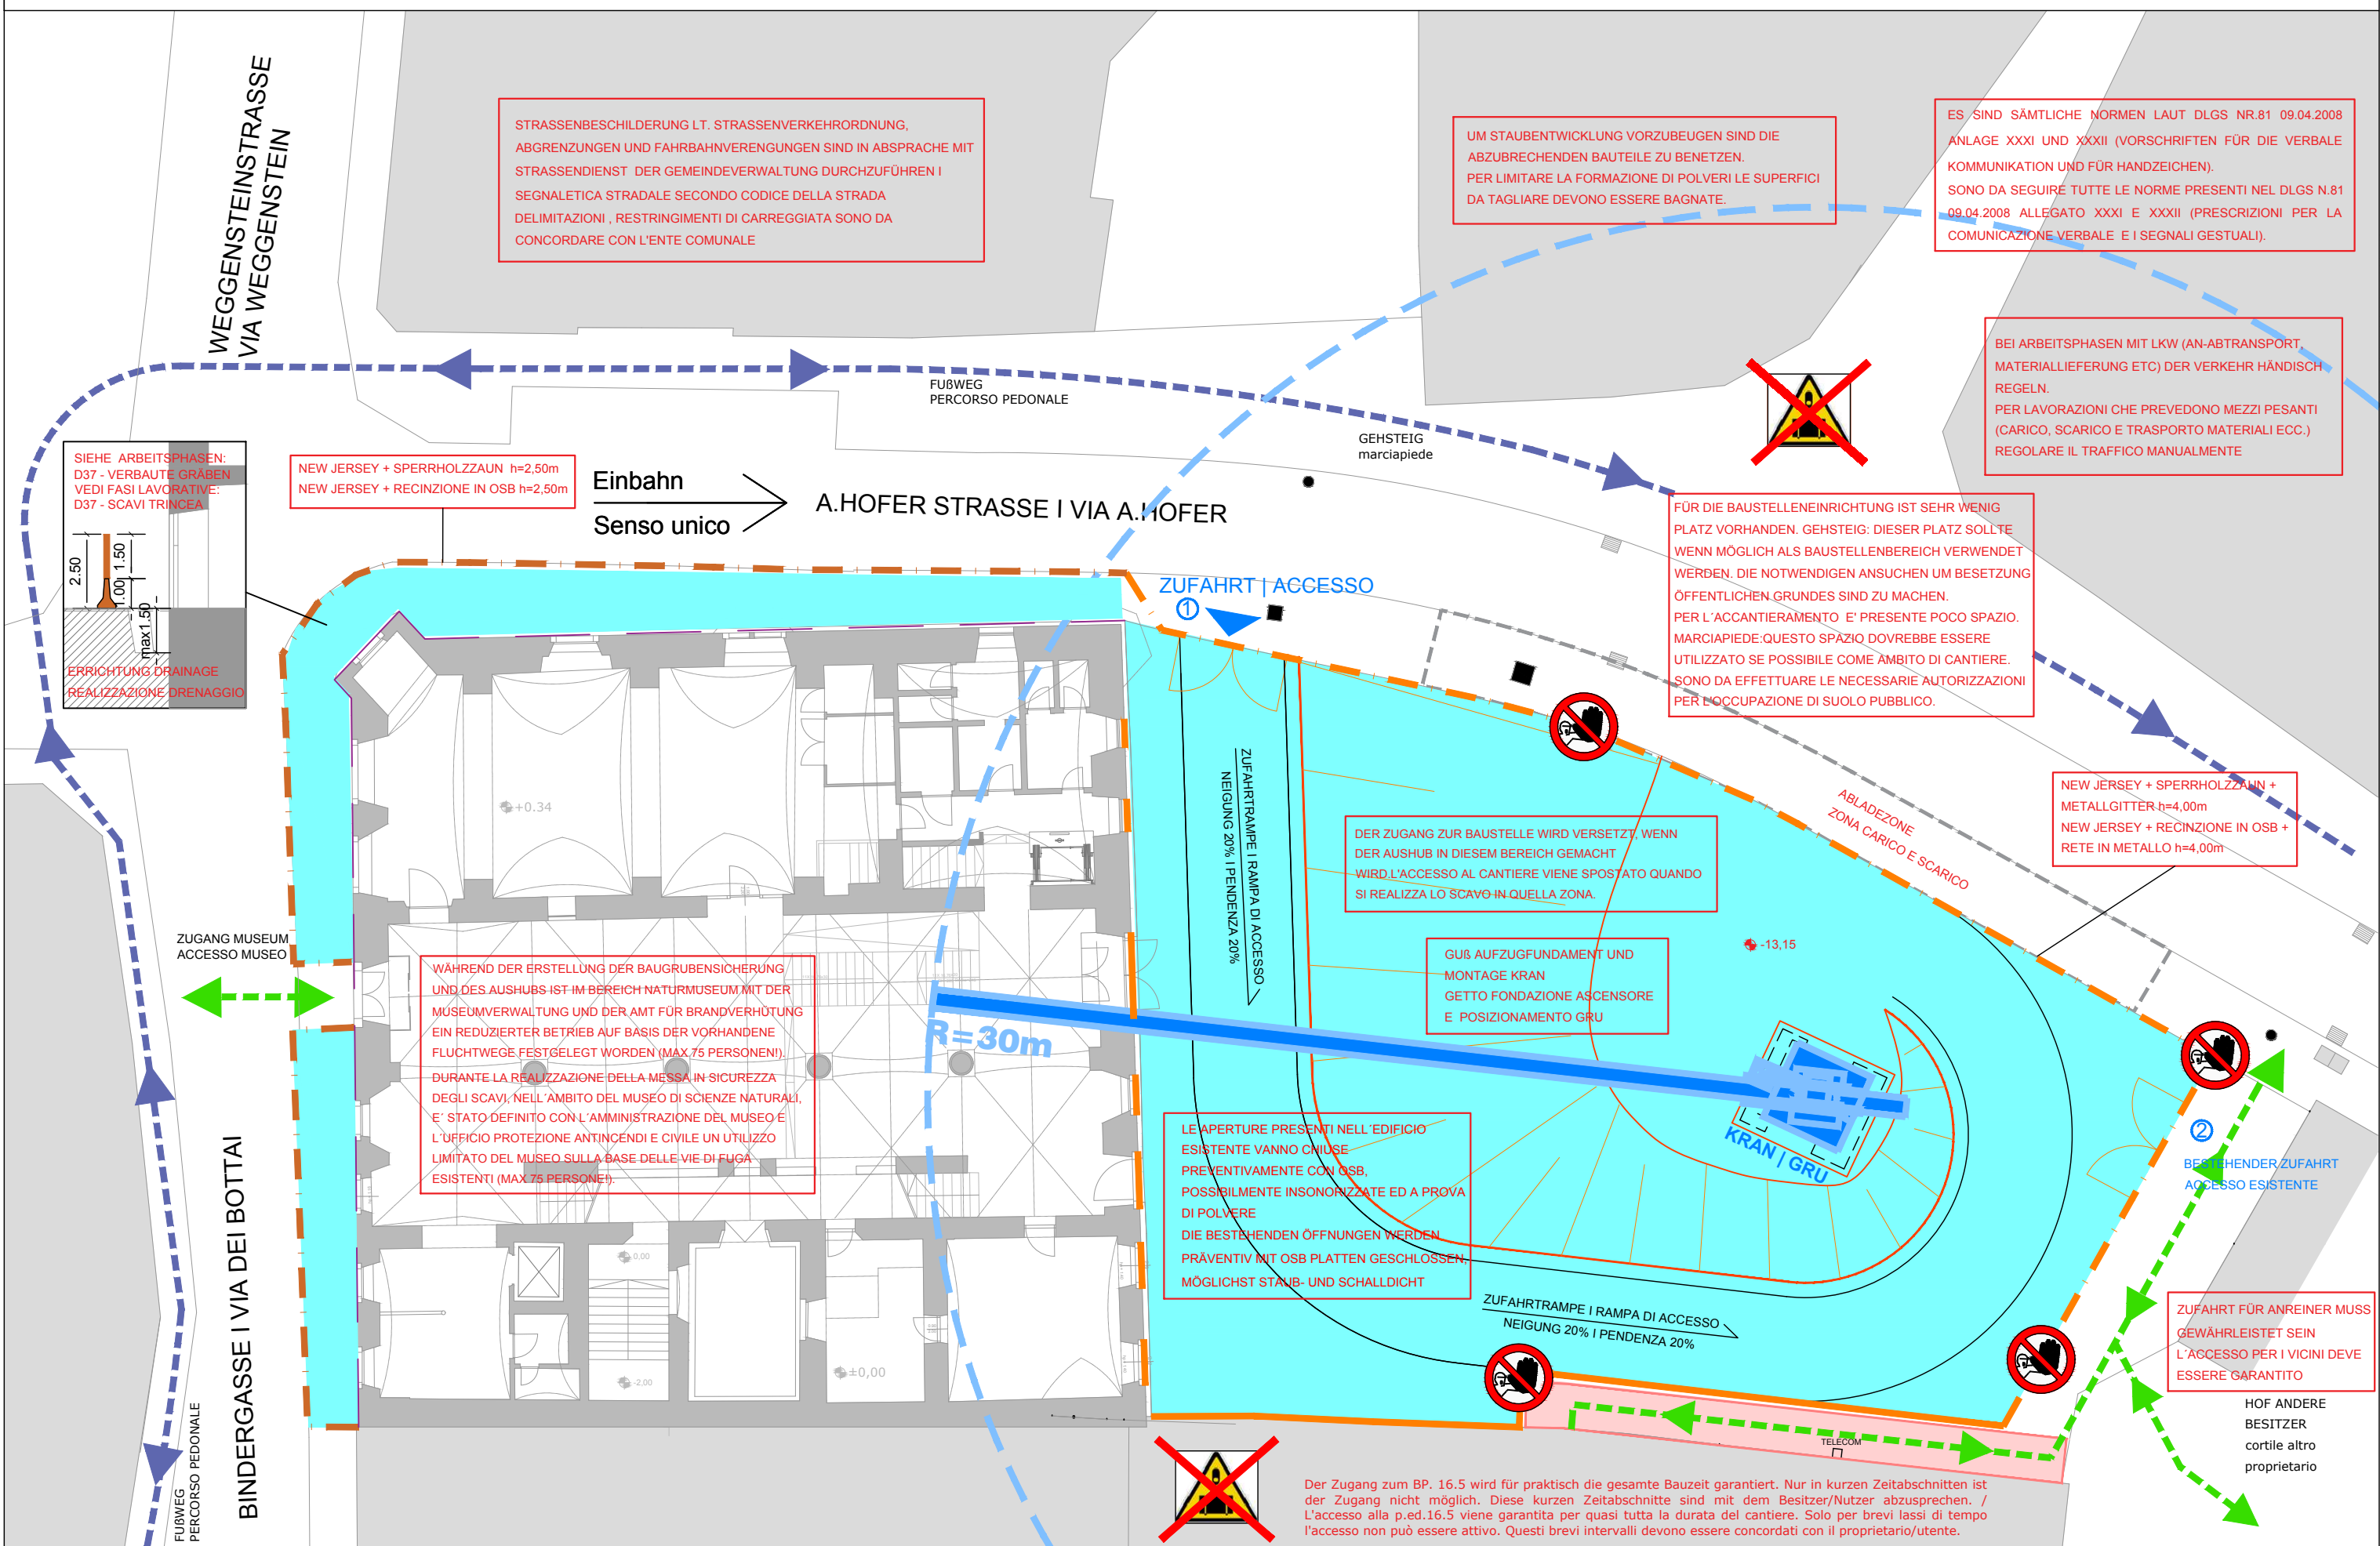 WEGGENSTEINSTRASSE
VIA WEGGENSTEIN
STRASSENBESCHILDERUNG LT. STRASSENVERKEHRORDNUNG,
ABGRENZUNGEN UND FAHRBAHNVERENGUNGEN SIND IN ABSPRACHE MIT
STRASSENDIENST DER GEMEINDEVERWALTUNG DURCHZUFÜHREN I
SEGNALETICA STRADALE SECONDO CODICE DELLA STRADA
DELIMITAZIONI , RESTRINGIMENTI DI CARREGGIATA SONO DA
CONCORDARE CON L'ENTE COMUNALE
UM STAUBENTWICKLUNG VORZUBEUGEN SIND DIE
ABZUBRECHENDEN BAUTEILE ZU BENETZEN.
PER LIMITARE LA FORMAZIONE DI POLVERI LE SUPERFICI
DA TAGLIARE DEVONO ESSERE BAGNATE.
ES SIND SÄMTLICHE NORMEN LAUT DLGS NR.81 09.04.2008
ANLAGE XXXI UND XXXII (VORSCHRIFTEN FÜR DIE VERBALE
KOMMUNIKATION UND FÜR HANDZEICHEN).
SONO DA SEGUIRE TUTTE LE NORME PRESENTI NEL DLGS N.81
09.04.2008 ALLEGATO XXXI E XXXII (PRESCRIZIONI PER LA
COMUNICAZIONE VERBALE E I SEGNALI GESTUALI).
BEI ARBEITSPHASEN MIT LKW (AN-ABTRANSPORT,
MATERIALLIEFERUNG ETC) DER VERKEHR HÄNDISCH
REGELN.
PER LAVORAZIONI CHE PREVEDONO MEZZI PESANTI
(CARICO, SCARICO E TRASPORTO MATERIALI ECC.)
REGOLARE IL TRAFFICO MANUALMENTE
FUßWEG
PERCORSO PEDONALE
GEHSTEIG
marciapiede
SIEHE ARBEITSPHASEN:
D37 - VERBAUTE GRÄBEN
VEDI FASI LAVORATIVE:
D37 - SCAVI TRINCEA
2.50
1.50
1.00
max1.50
ERRICHTUNG DRAINAGE
REALIZZAZIONE DRENAGGIO
NEW JERSEY + SPERRHOLZZAUN h=2,50m
NEW JERSEY + RECINZIONE IN OSB h=2,50m
Einbahn
Senso unico
A.HOFER STRASSE I VIA A.HOFER
ZUFAHRT | ACCESSO
1
FÜR DIE BAUSTELLENEINRICHTUNG IST SEHR WENIG
PLATZ VORHANDEN. GEHSTEIG: DIESER PLATZ SOLLTE
WENN MÖGLICH ALS BAUSTELLENBEREICH VERWENDET
WERDEN. DIE NOTWENDIGEN ANSUCHEN UM BESETZUNG
ÖFFENTLICHEN GRUNDES SIND ZU MACHEN.
PER L´ACCANTIERAMENTO E' PRESENTE POCO SPAZIO.
MARCIAPIEDE:QUESTO SPAZIO DOVREBBE ESSERE
UTILIZZATO SE POSSIBILE COME AMBITO DI CANTIERE.
SONO DA EFFETTUARE LE NECESSARIE AUTORIZZAZIONI
PER L'OCCUPAZIONE DI SUOLO PUBBLICO.
NEW JERSEY + SPERRHOLZZAUN +
METALLGITTER h=4,00m
NEW JERSEY + RECINZIONE IN OSB +
RETE IN METALLO h=4,00m
ABLADEZONE
ZONA CARICO E SCARICO
ZUFAHRTRAMPE I RAMPA DI ACCESSO
NEIGUNG 20% I PENDENZA 20%
+0.34
DER ZUGANG ZUR BAUSTELLE WIRD VERSETZT, WENN
DER AUSHUB IN DIESEM BEREICH GEMACHT
WIRD.L'ACCESSO AL CANTIERE VIENE SPOSTATO QUANDO
SI REALIZZA LO SCAVO IN QUELLA ZONA.
-13,15
GUß AUFZUGFUNDAMENT UND
MONTAGE KRAN
GETTO FONDAZIONE ASCENSORE
E POSIZIONAMENTO GRU
ZUGANG MUSEUM
ACCESSO MUSEO
WÄHREND DER ERSTELLUNG DER BAUGRUBENSICHERUNG
UND DES AUSHUBS IST IM BEREICH NATURMUSEUM MIT DER
MUSEUMVERWALTUNG UND DER AMT FÜR BRANDVERHÜTUNG
EIN REDUZIERTER BETRIEB AUF BASIS DER VORHANDENE
FLUCHTWEGE FESTGELEGT WORDEN (MAX 75 PERSONEN!).
DURANTE LA REALIZZAZIONE DELLA MESSA IN SICUREZZA
DEGLI SCAVI, NELL´AMBITO DEL MUSEO DI SCIENZE NATURALI,
E´ STATO DEFINITO CON L´AMMINISTRAZIONE DEL MUSEO E
L´UFFICIO PROTEZIONE ANTINCENDI E CIVILE UN UTILIZZO
LIMITATO DEL MUSEO SULLA BASE DELLE VIE DI FUGA
ESISTENTI (MAX 75 PERSONE!).
R=30m
KRAN | GRU
LE APERTURE PRESENTI NELL´EDIFICIO
ESISTENTE VANNO CHIUSE
PREVENTIVAMENTE CON OSB,
POSSIBILMENTE INSONORIZZATE ED A PROVA
DI POLVERE
DIE BESTEHENDEN ÖFFNUNGEN WERDEN
PRÄVENTIV MIT OSB PLATTEN GESCHLOSSEN,
MÖGLICHST STAUB- UND SCHALLDICHT
2
BESTEHENDER ZUFAHRT
ACCESSO ESISTENTE
0,00
-2,00
±0,00
ZUFAHRTRAMPE I RAMPA DI ACCESSO
NEIGUNG 20% I PENDENZA 20%
ZUFAHRT FÜR ANREINER MUSS
GEWÄHRLEISTET SEIN
L´ACCESSO PER I VICINI DEVE
ESSERE GARANTITO
HOF ANDERE
BESITZER
cortile altro
proprietario
TELECOM
BINDERGASSE I VIA DEI BOTTAI
FUßWEG
PERCORSO PEDONALE
Der Zugang zum BP. 16.5 wird für praktisch die gesamte Bauzeit garantiert. Nur in kurzen Zeitabschnitten ist
der Zugang nicht möglich. Diese kurzen Zeitabschnitte sind mit dem Besitzer/Nutzer abzusprechen. /
L'accesso alla p.ed.16.5 viene garantita per quasi tutta la durata del cantiere. Solo per brevi lassi di tempo
l'accesso non può essere attivo. Questi brevi intervalli devono essere concordati con il proprietario/utente.